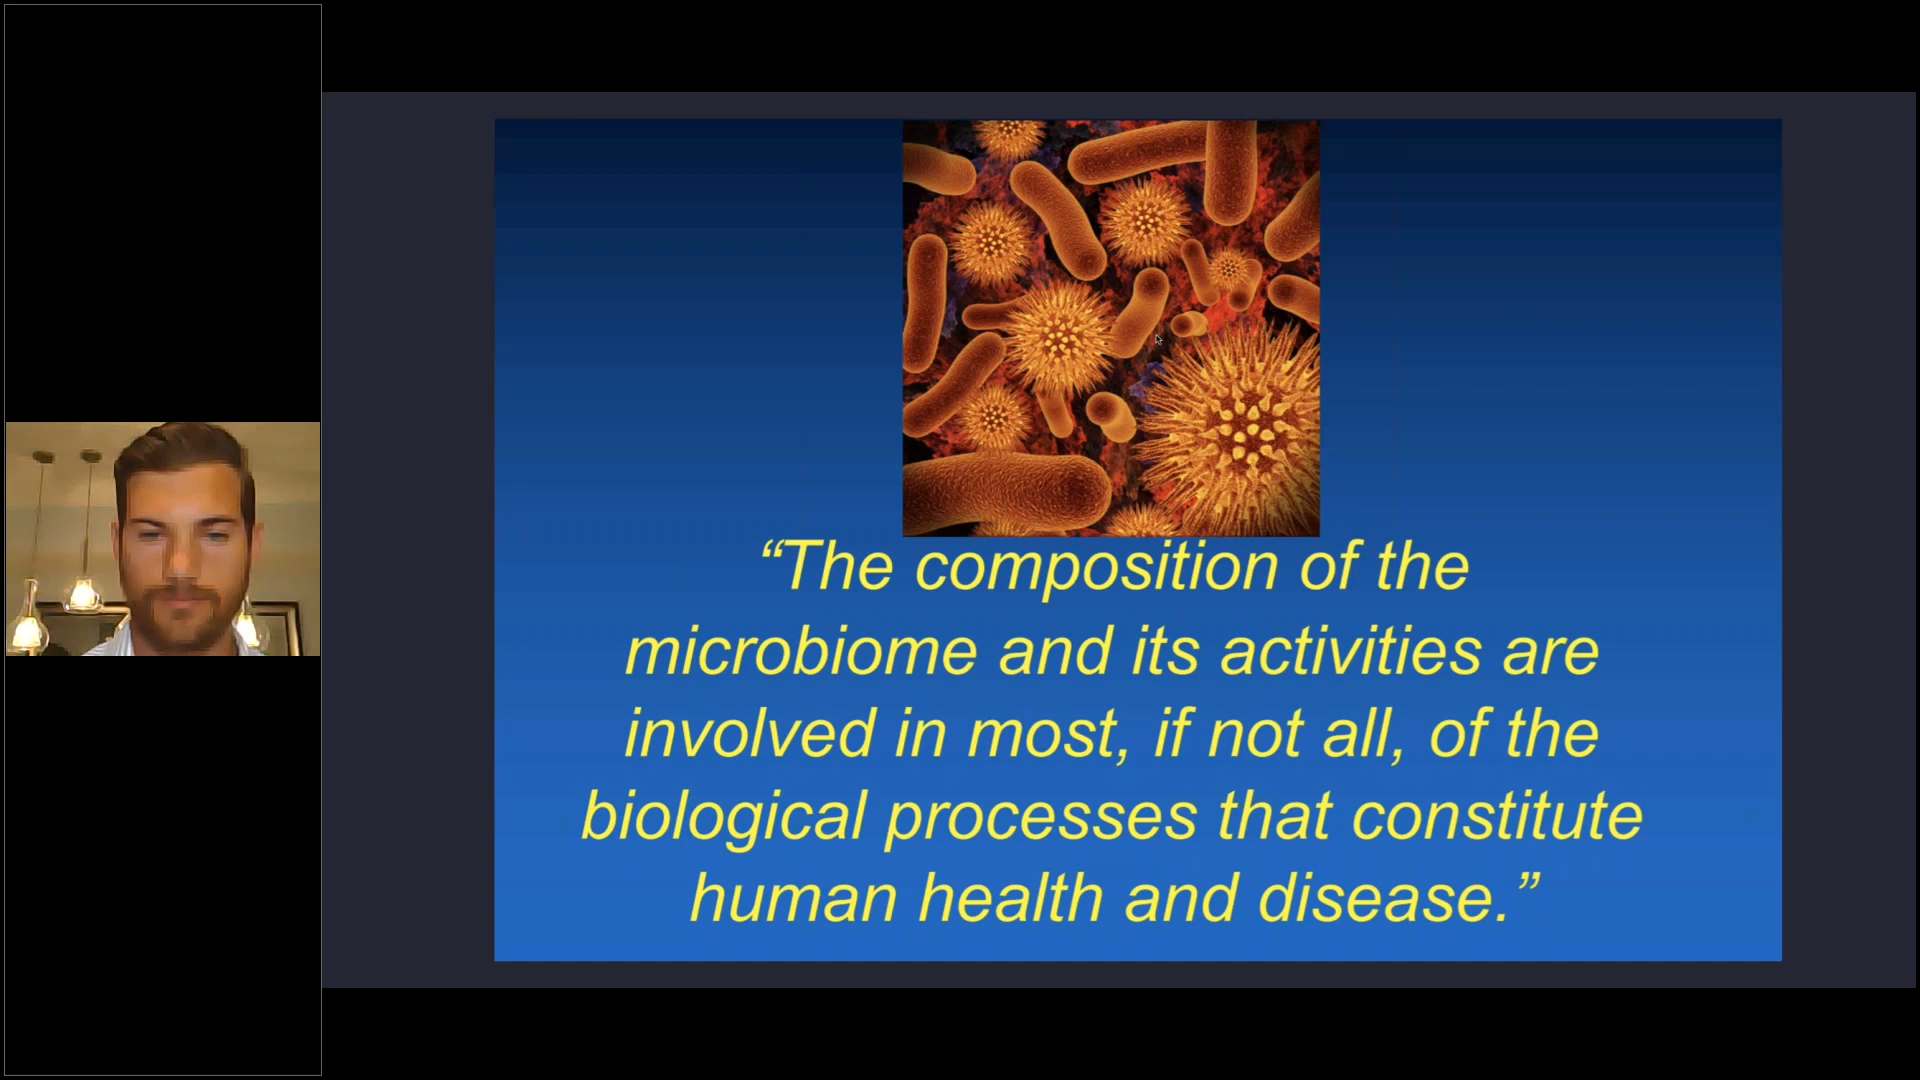 “The composition of the
microbiome and its activities are
involved in most, if not all, of the
biological processes that constitute
human health and disease.”